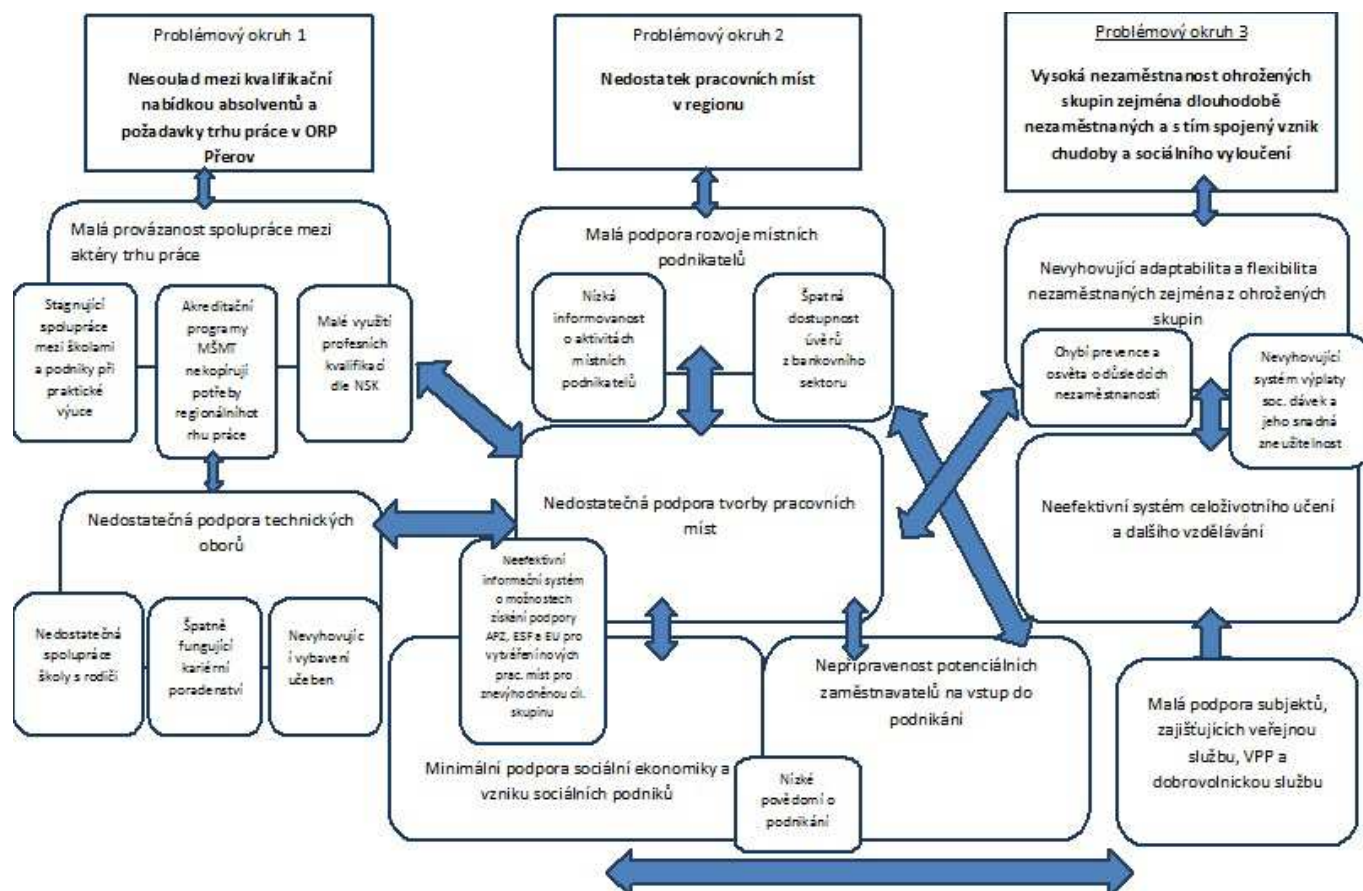 Problémový okruh 1
Nesoulad mezi kvalifikační
nabídkou absolventů a
požadavky trhu práce v ORP
Přerov
Problémový okruh 2
Nedostatek pracovních míst
v regionu
Problémový okruh 3
Vysoká nezaměstnanost ohrožených
skupin zejména dlouhodobě
nezaměstnaných a s tím spojený vznik
chudoby a sociálního vyloučení
Malá provázanost spolupráce mezi
aktéry trhu práce
Stagnující
spolupráce
mezi školami
a podniky při
praktické
výuce
Akreditační
programy
MŠMT
nekopírují
potřeby
regionálníhot
rhu práce
Malé využití
profesních
kvalifikací
dle NSK
Malá podpora rozvoje místních
podnikatelů
Nízká
informovanost
o aktivitách
místních
podnikatelů
Špatná
dostupnost
úvěrů
z bankovního
sektoru
Nevyhovující adaptabilita a flexibilita
nezaměstnaných zejména z ohrožených
skupin
Chybí prevence a
osvěta o důsledcích
nezaměstnanosti
Nevyhovující
systém výplaty
soc. dávek a
jeho snadná
zneužitelnost
Nedostatečná podpora technických
oborů
Nedostatečná
spolupráce
školy s rodiči
Špatně
fungující
kariérní
poradenství
Nevyhovujíc
í vybavení
učeben
Nedostatečná podpora tvorby pracovních
míst
Neefektivní
informační systém
o možnostech
získání podpory
APZ, ESF a EU pro
vytváření nových
prac. míst pro
znevýhodněnou cíl.
skupinu
Neefektivní systém celoživotního učení
a dalšího vzdělávání
Minimální podpora sociální ekonomiky a
vzniku sociálních podniků
Nepřipravenost potenciálních
zaměstnavatelů na vstup do
podnikání
Nízké
povědomí o
podnikání
Malá podpora subjektů,
zajišťujících veřejnou
službu, VPP a
dobrovolnickou službu